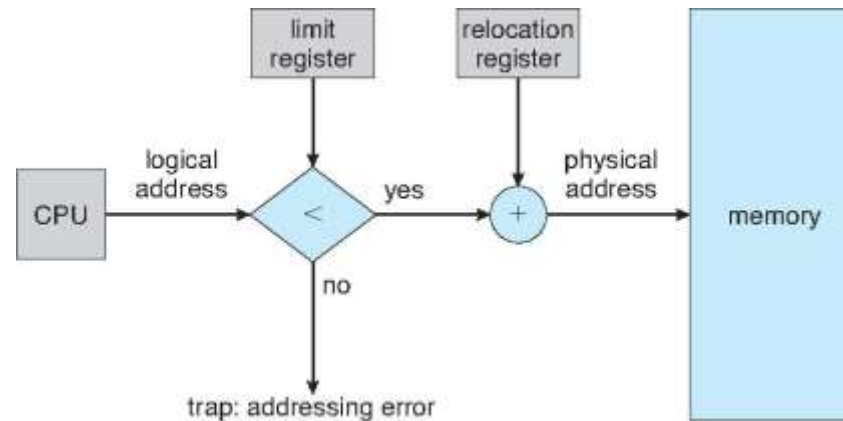 limit
register
relocation
register
logical
address
physical
address
CPU
<
yes
+
memory
no
trap: addressing error